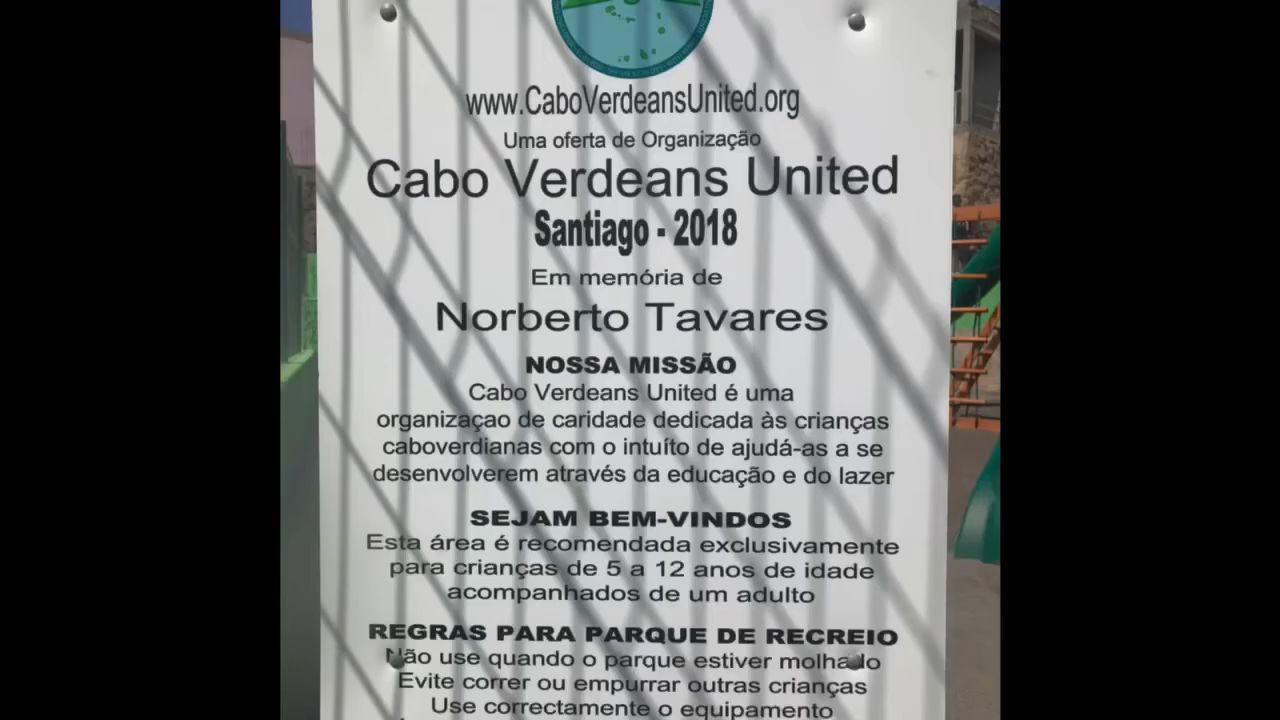 www.CaboVerdeansUnited.org
Uma oferta de Organização
Cabo Verdeans United
Santiago - 2018
Em memória de
Norberto Tavares
NOSSA MISSÃO
Cabo Verdeans United é uma
organizaçao de caridade dedicada às crianças
caboverdianas com o intuíto de ajudá-as a se
desenvolverem através da educação e do lazer
SEJAM BEM-VINDOS
Esta área é recomendada exclusivamente
para crianças de 5 a 12 anos de idade
acompanhados de um adulto
REGRAS PARA PARQUE DE RECREIO
Não use quando o parque estiver molhado
Evite correr ou empurrar outras crianças
Use correctamente o equipamento